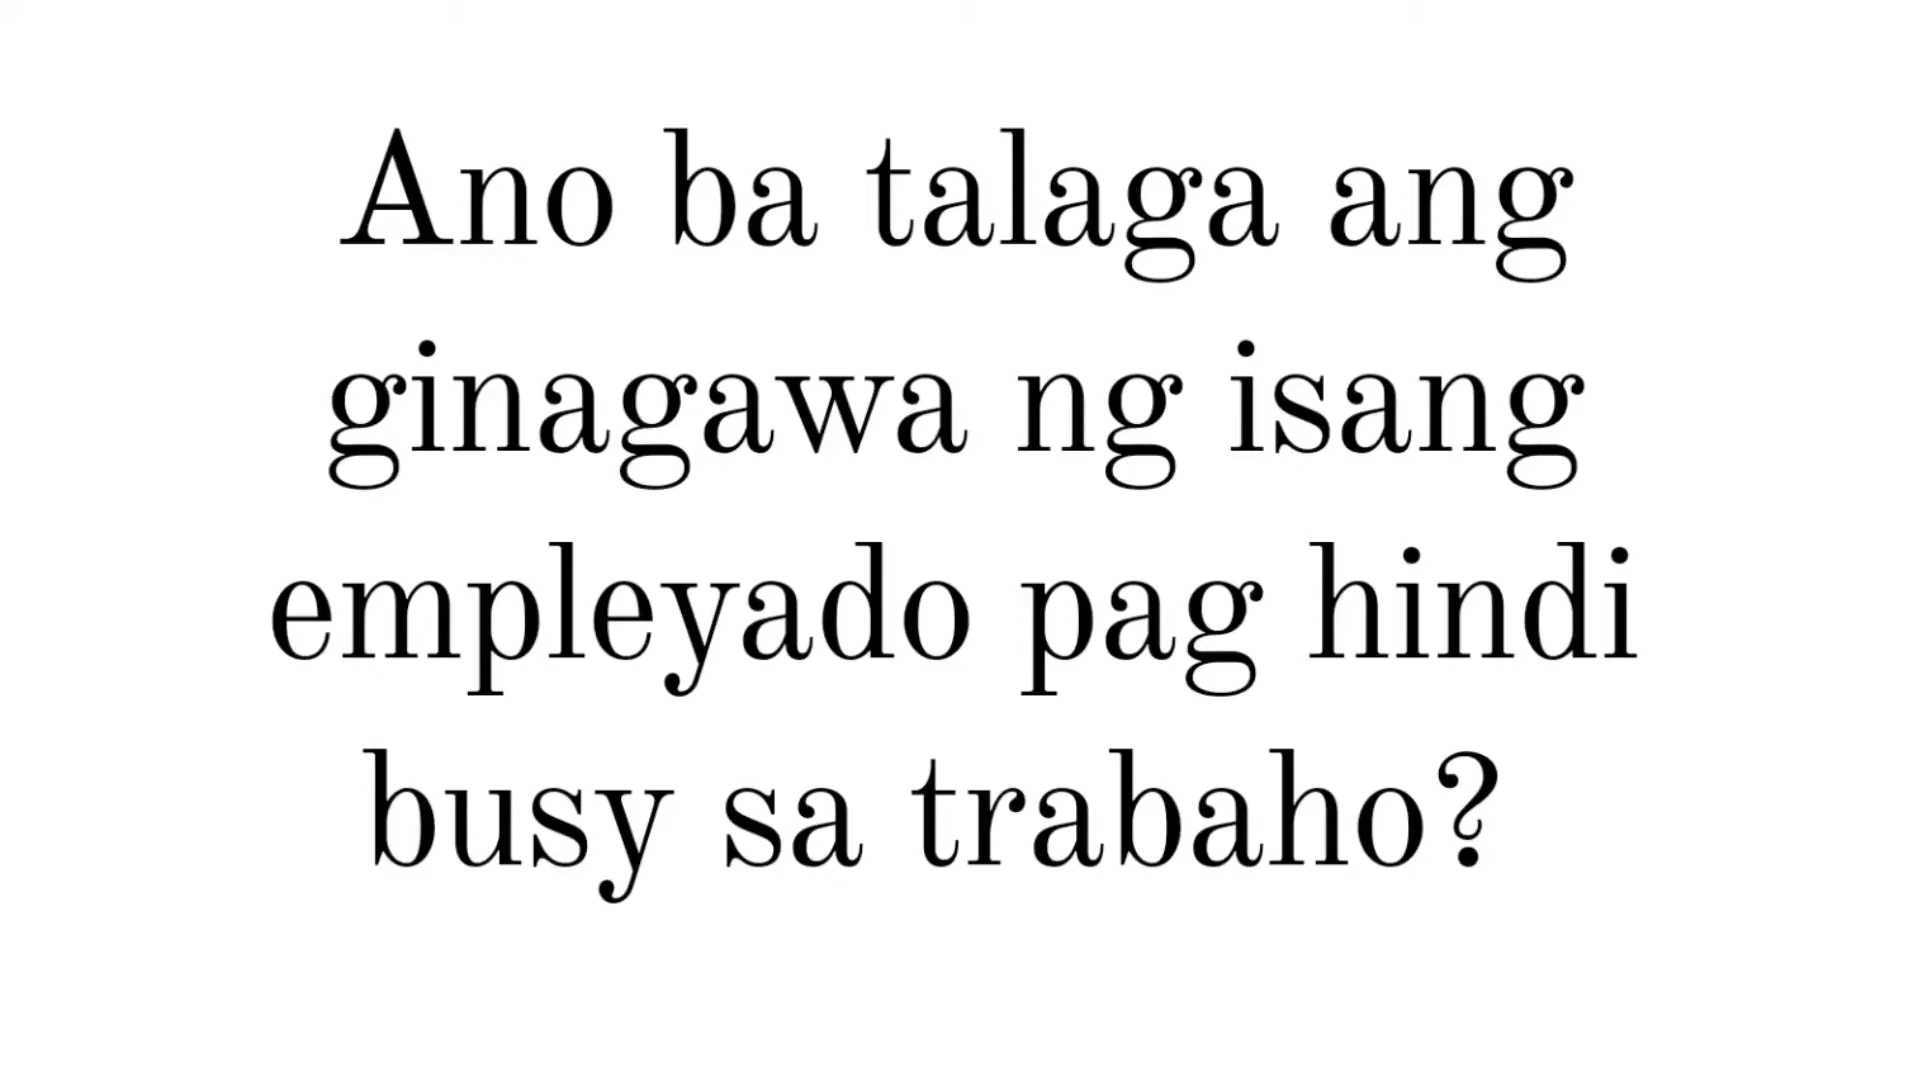 Ano ba talaga ang
ginagawa ng isang
empleyado pag hindi
busy sa trabaho?